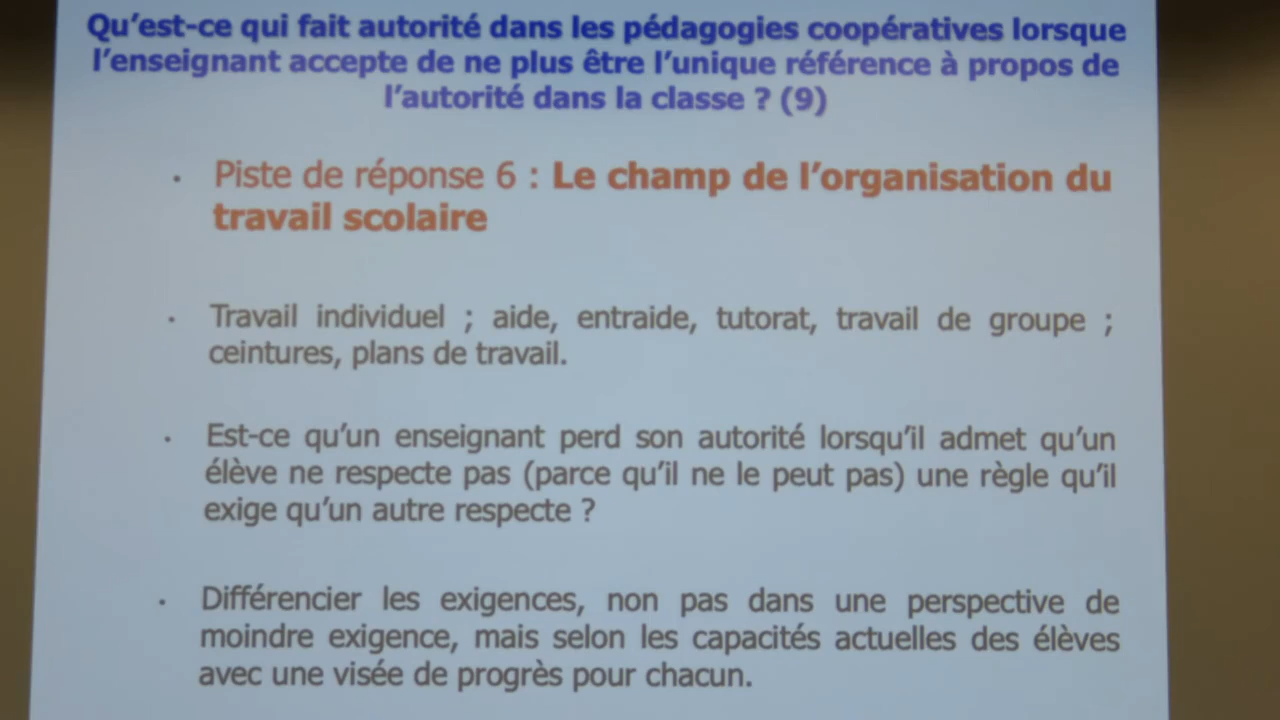 Qu'est-ce qui fait autorité dans les pédagogies coopératives lorsque
l'enseignant accepte de ne plus être l'unique référence à propos de
l'autorité dans la classe ? (9)
• Piste de réponse 6 : Le champ de l'organisation du
travail scolaire
• Travail individuel ; aide, entraide, tutorat, travail de groupe ;
ceintures, plans de travail.
• Est-ce qu'un enseignant perd son autorité lorsqu'il admet qu'un
élève ne respecte pas (parce qu'il ne le peut pas) une règle qu'il
exige qu'un autre respecte ?
• Différencier les exigences, non pas dans une perspective de
moindre exigence, mais selon les capacités actuelles des élèves
avec une visée de progrès pour chacun.